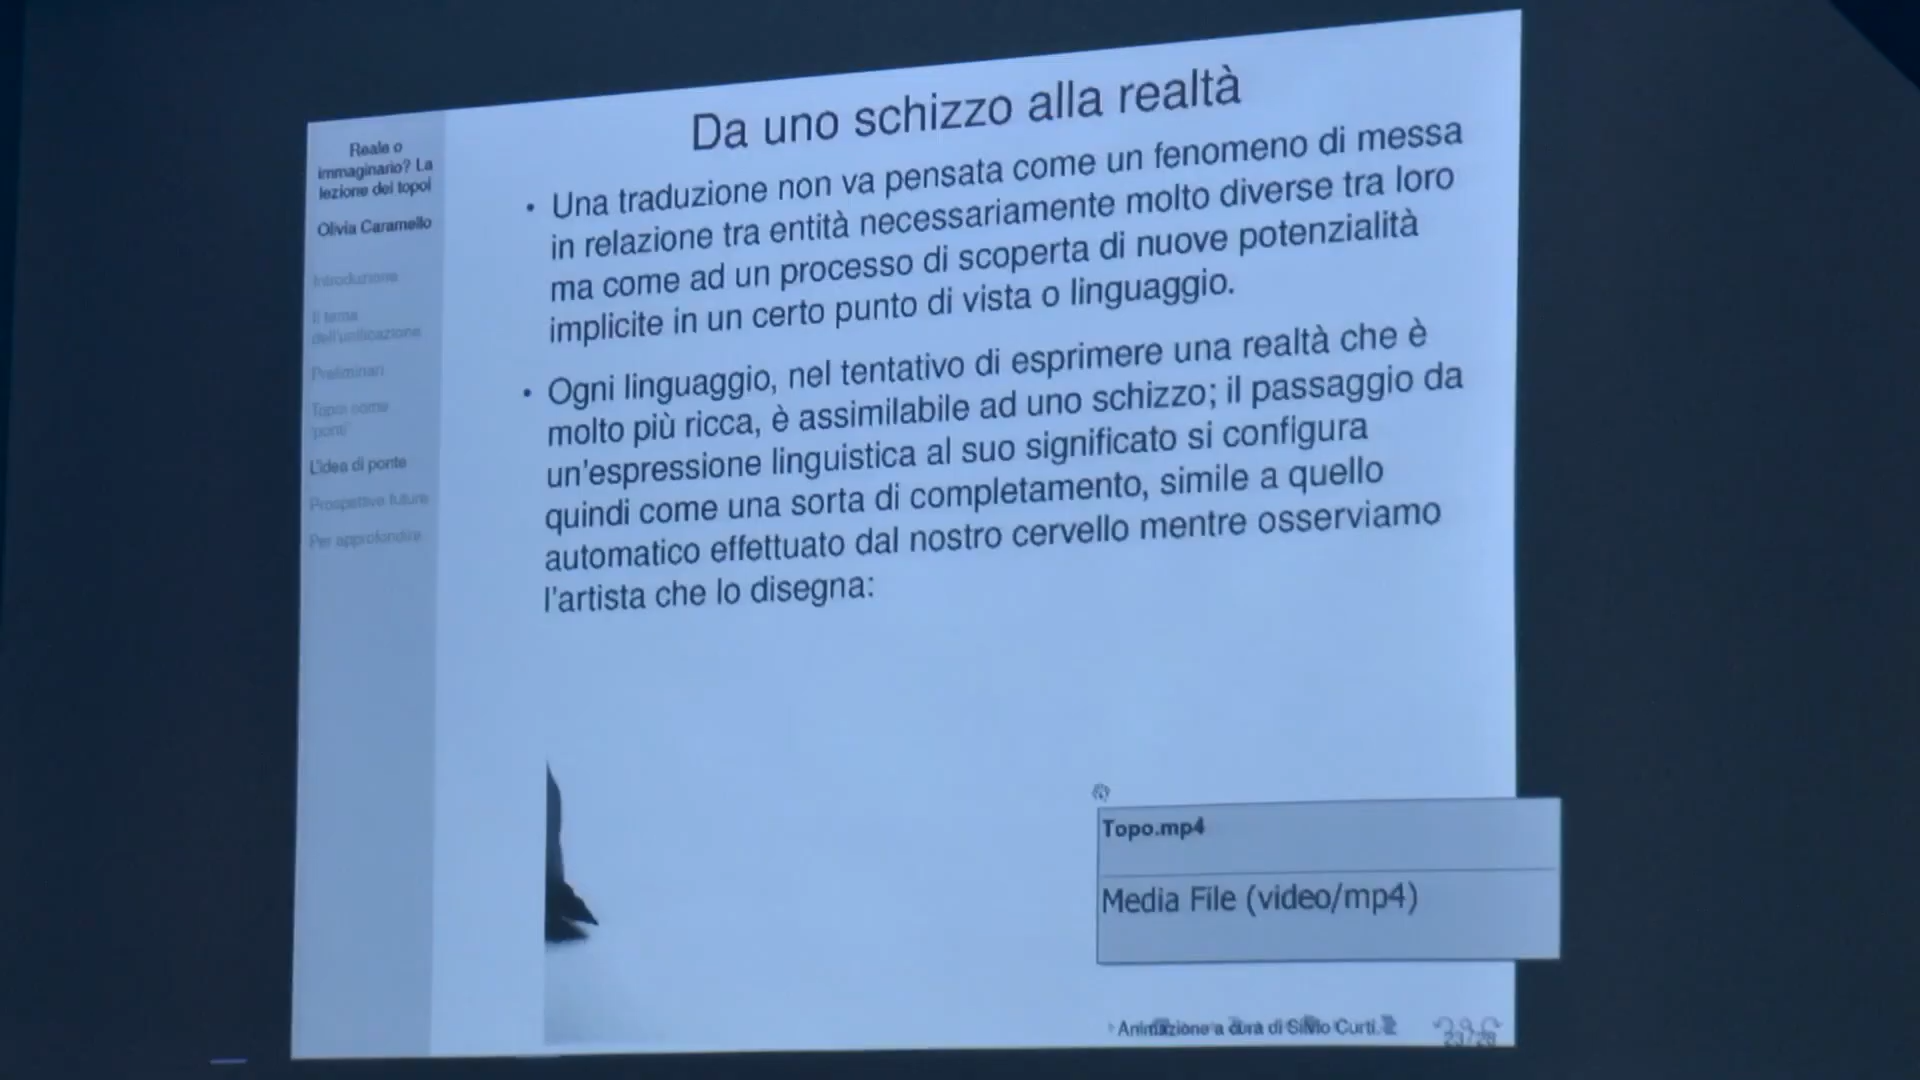 Reale o
immaginario? La
lezione dei topoi
Olivia Caramello
Introduzione
Il tema
dell'unificazione
Preliminari
Topoi come
'ponti'
L'idea di ponte
Prospettive future
Per approfondire
Da uno schizzo alla realtà
• Una traduzione non va pensata come un fenomeno di messa
in relazione tra entità necessariamente molto diverse tra loro
ma come ad un processo di scoperta di nuove potenzialità
implicite in un certo punto di vista o linguaggio.
• Ogni linguaggio, nel tentativo di esprimere una realtà che è
molto più ricca, è assimilabile ad uno schizzo; il passaggio da
un'espressione linguistica al suo significato si configura
quindi come una sorta di completamento, simile a quello
automatico effettuato dal nostro cervello mentre osserviamo
l'artista che lo disegna:
Topo.mp4
Media File (video/mp4)
Animazione a cura di Silvio Curti.
23 / 28